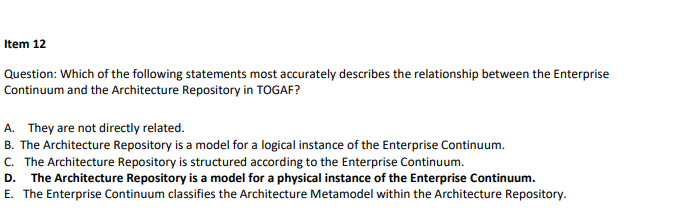 Item 12
Question: Which of the following statements most accurately describes the relationship between the Enterprise
Continuum and the Architecture Repository in TOGAF?
A. They are not directly related.
B. The Architecture Repository is a model for a logical instance of the Enterprise Continuum.
C. The Architecture Repository is structured according to the Enterprise Continuum.
D. The Architecture Repository is a model for a physical instance of the Enterprise Continuum.
E. The Enterprise Continuum classifies the Architecture Metamodel within the Architecture Repository.